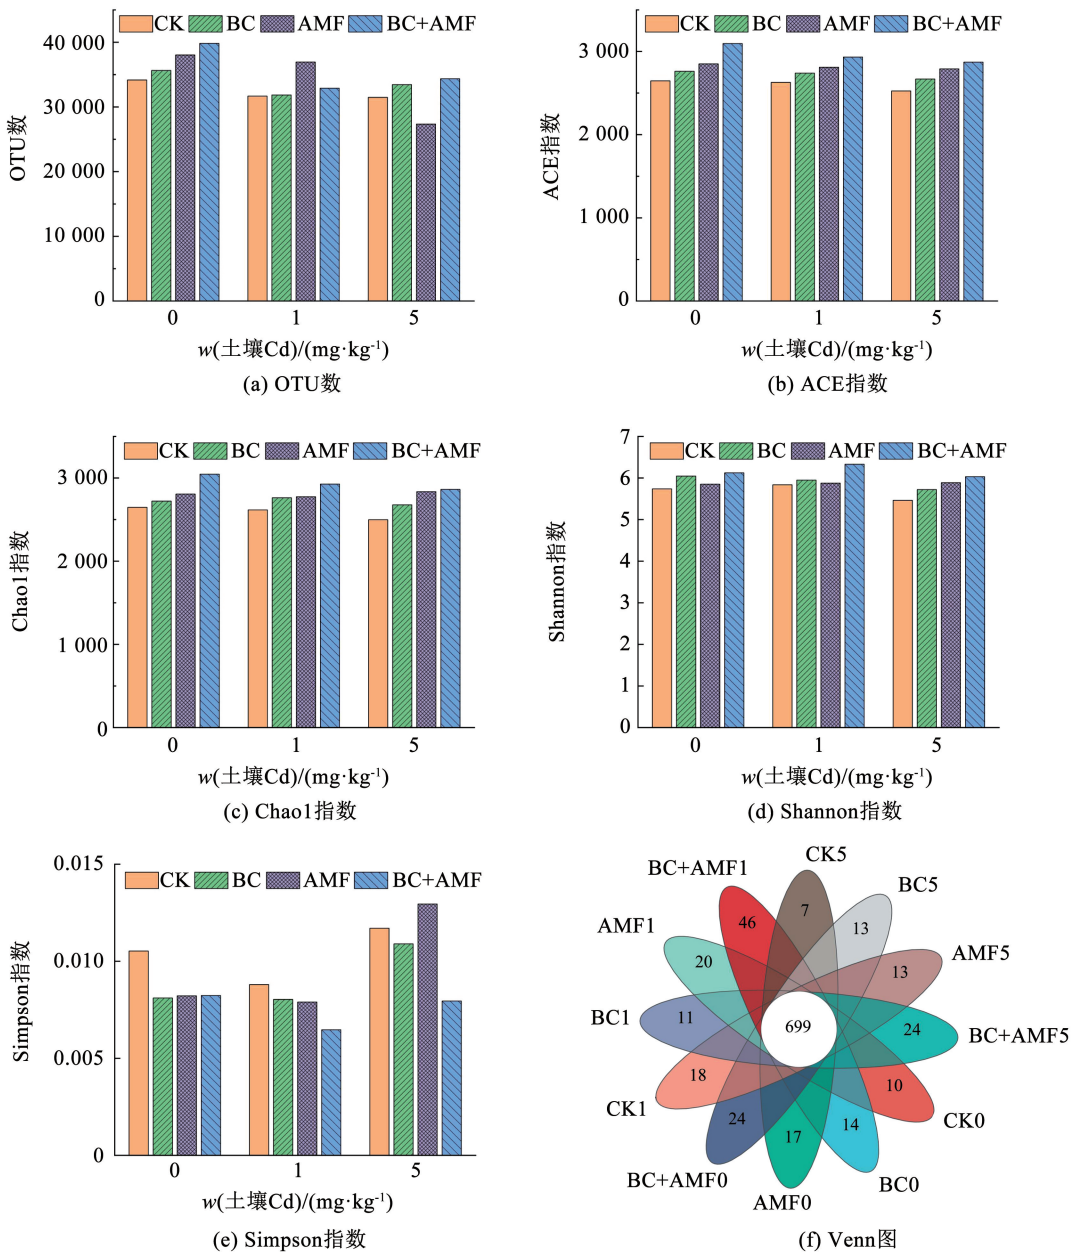 CK BC AMF BC+AMF
40 000
30 000
20 000
10 000
0
OTU数
0 1 5
w(土壤Cd)/(mg·kg⁻¹)
(a) OTU数
CK BC AMF BC+AMF
3 000
2 000
1 000
0
ACE指数
0 1 5
w(土壤Cd)/(mg·kg⁻¹)
(b) ACE指数
CK BC AMF BC+AMF
3 000
2 000
1 000
0
Chao1指数
0 1 5
w(土壤Cd)/(mg·kg⁻¹)
(c) Chao1指数
CK BC AMF BC+AMF
7
6
5
4
3
2
1
0
Shannon指数
0 1 5
w(土壤Cd)/(mg·kg⁻¹)
(d) Shannon指数
CK BC AMF BC+AMF
0.015
0.010
0.005
0
Simpson指数
0 1 5
w(土壤Cd)/(mg·kg⁻¹)
(e) Simpson指数
CK5
7
BC5
13
AMF5
13
BC+AMF5
24
CK0
10
BC0
14
AMF0
17
BC+AMF0
24
CK1
18
BC1
11
AMF1
20
BC+AMF1
46
699
(f) Venn图